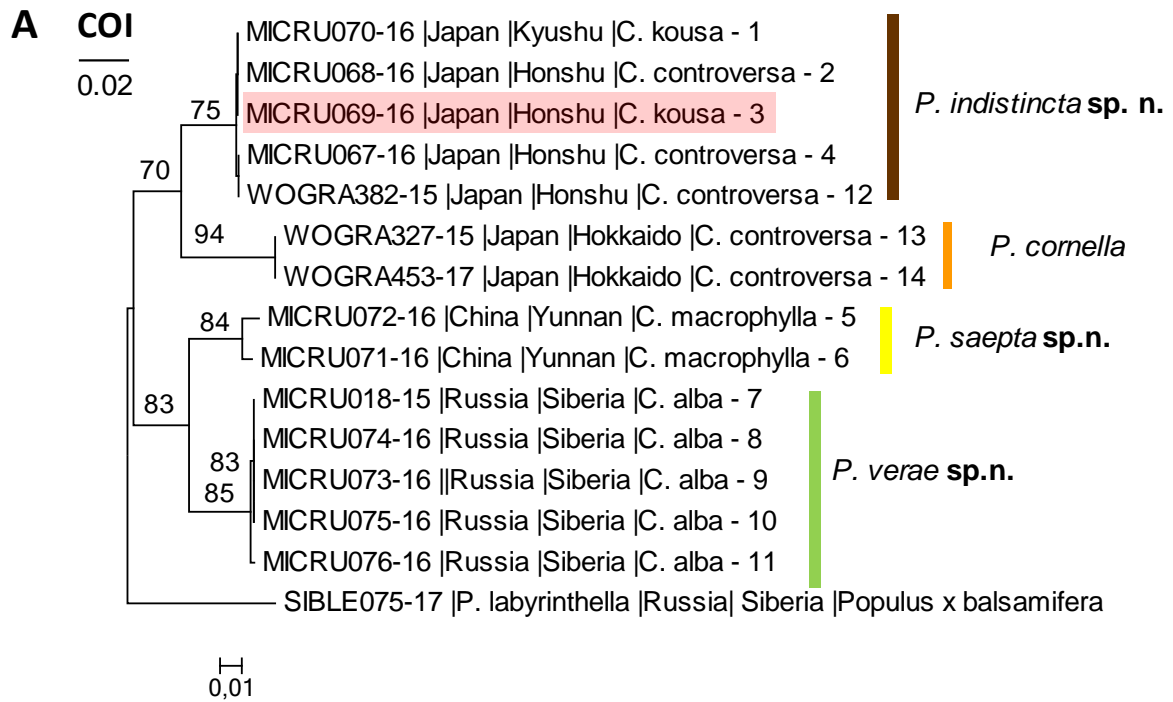 A COI
0.02
MICRU070-16 |Japan |Kyushu |C. kousa - 1
MICRU068-16 |Japan |Honshu |C. controversa - 2
MICRU069-16 |Japan |Honshu |C. kousa - 3
MICRU067-16 |Japan |Honshu |C. controversa - 4
WOGRA382-15 |Japan |Honshu |C. controversa - 12
P. indistincta sp. n.
75
70
94
WOGRA327-15 |Japan |Hokkaido |C. controversa - 13
WOGRA453-17 |Japan |Hokkaido |C. controversa - 14
P. cornella
84
MICRU072-16 |China |Yunnan |C. macrophylla - 5
MICRU071-16 |China |Yunnan |C. macrophylla - 6
P. saepta sp.n.
83
MICRU018-15 |Russia |Siberia |C. alba - 7
MICRU074-16 |Russia |Siberia |C. alba - 8
MICRU073-16 ||Russia |Siberia |C. alba - 9
MICRU075-16 |Russia |Siberia |C. alba - 10
MICRU076-16 |Russia |Siberia |C. alba - 11
P. verae sp.n.
83
85
SIBLE075-17 |P. labyrinthella |Russia| Siberia |Populus x balsamifera
0,01